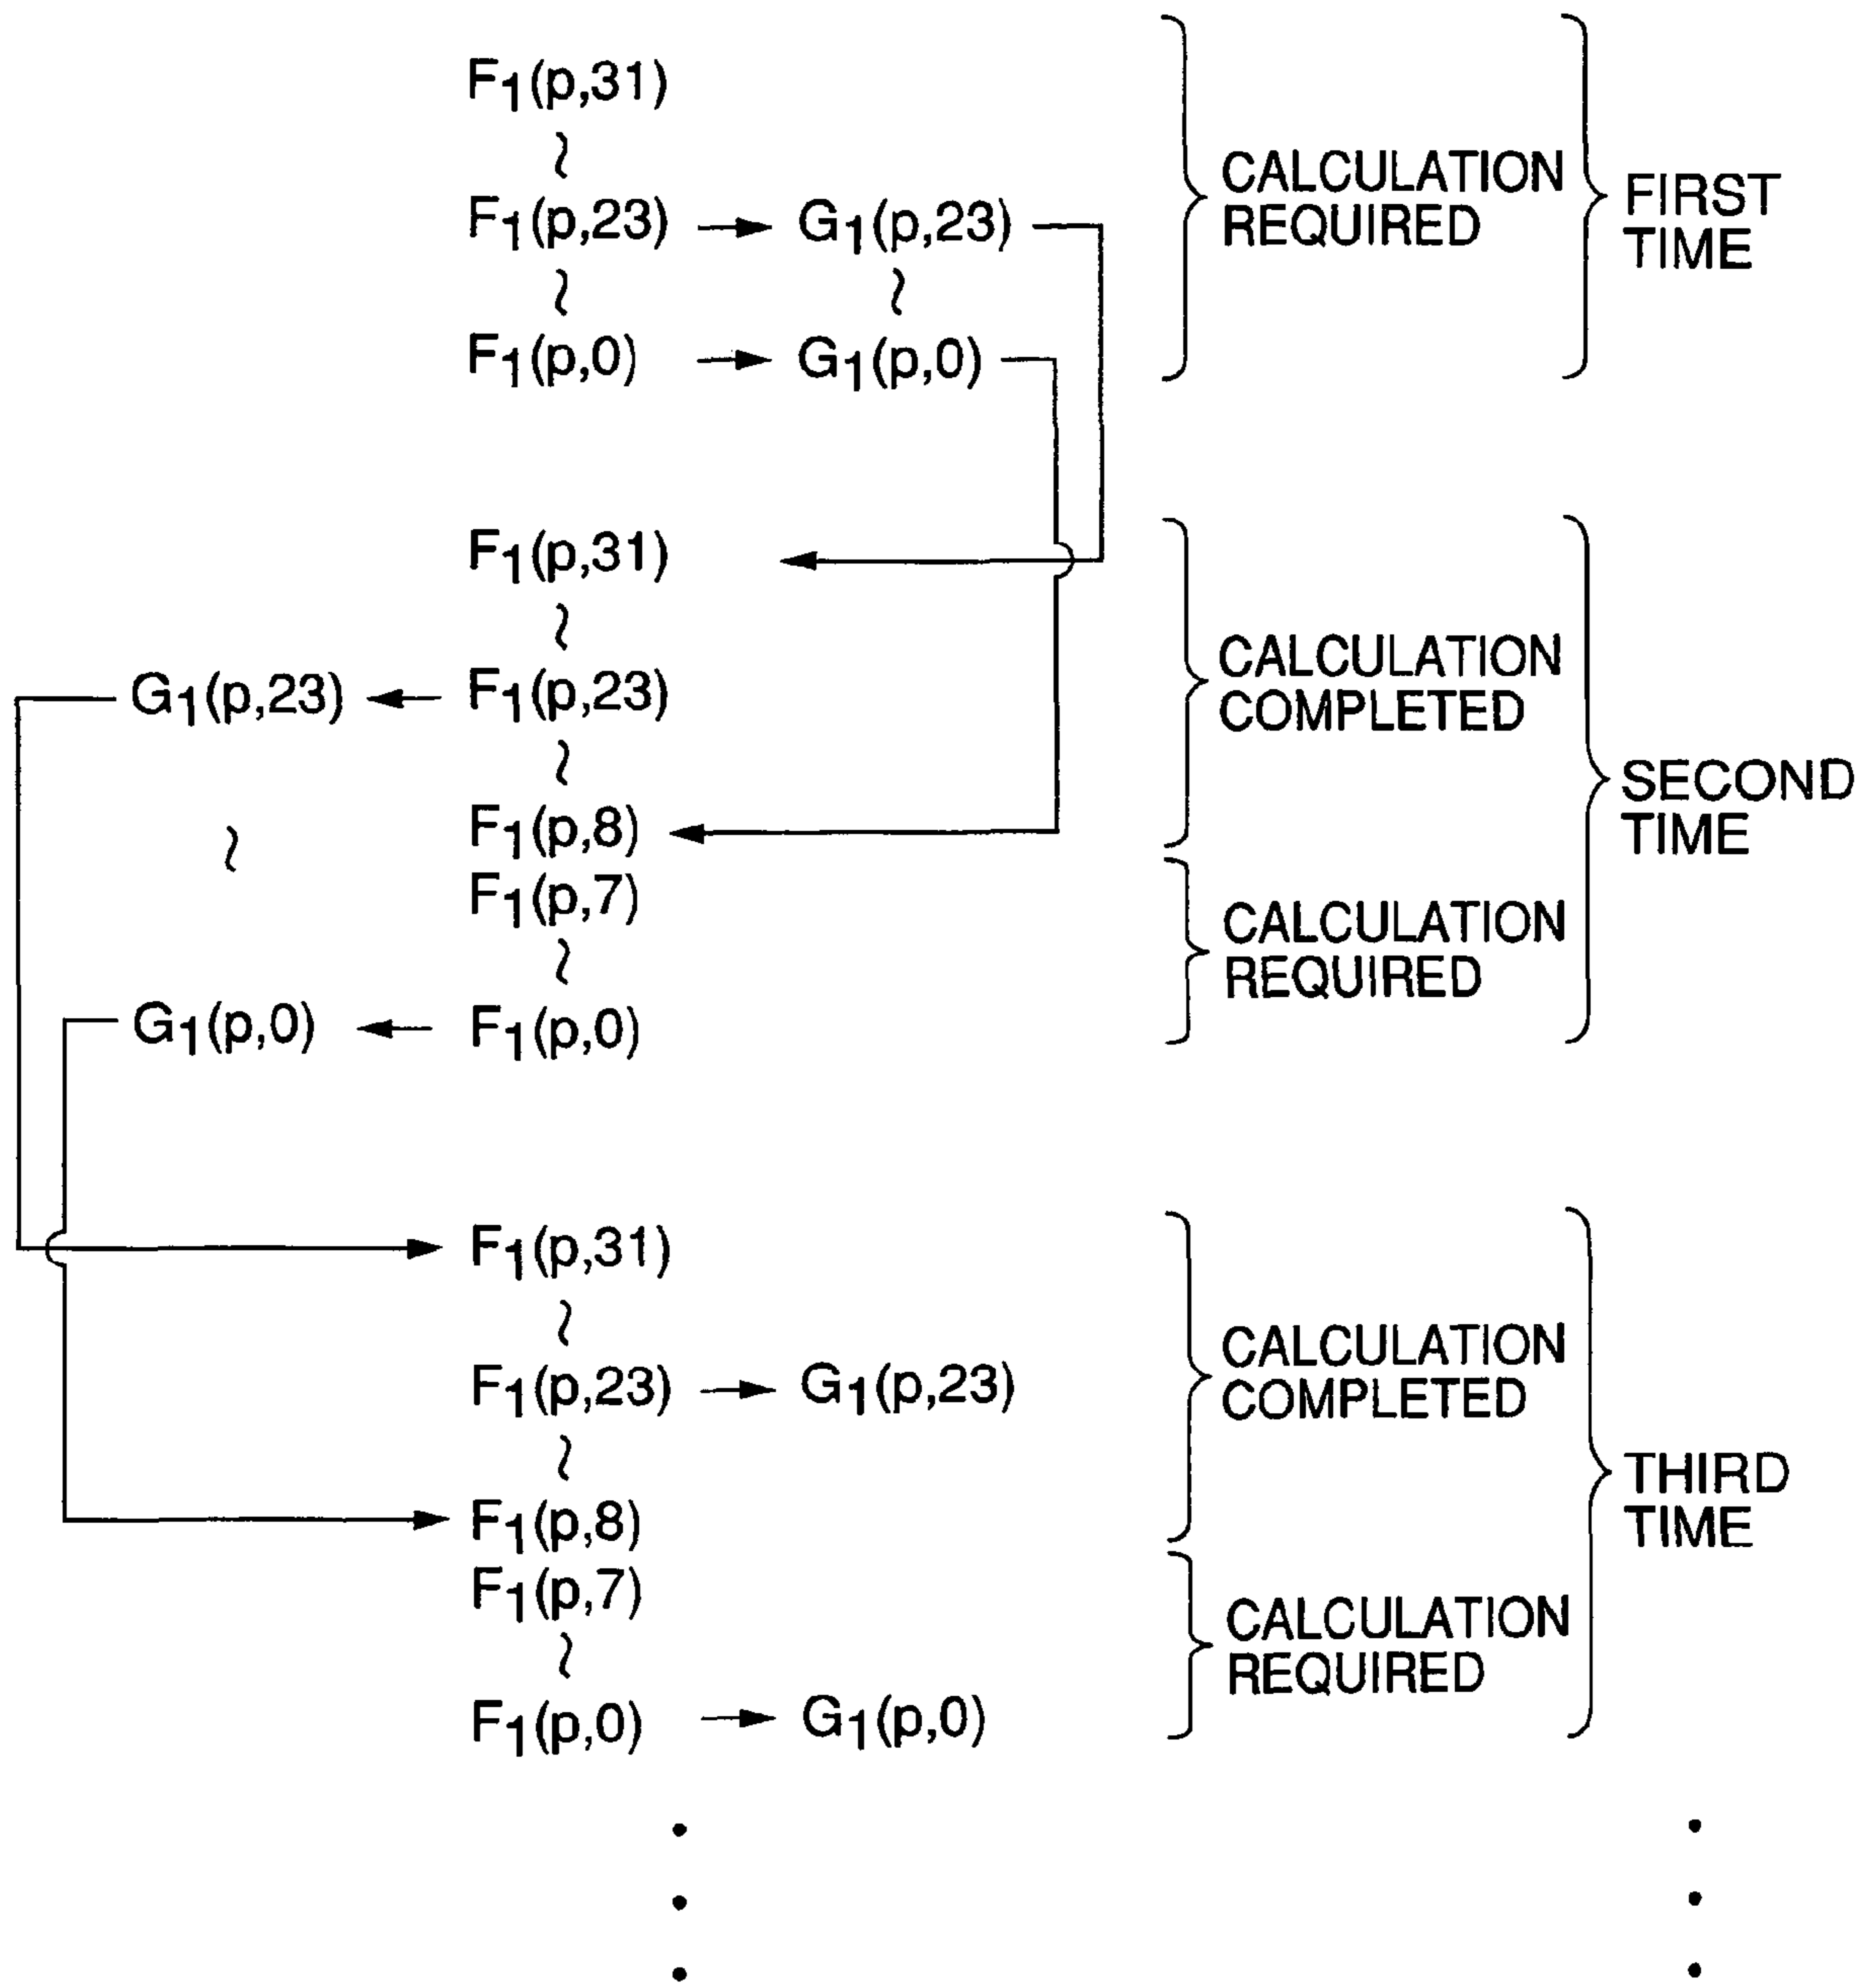 F1(p,31)
~
F1(p,23) → G1(p,23)
~ ~
F1(p,0) → G1(p,0)
CALCULATION
REQUIRED
FIRST
TIME
F1(p,31)
~
G1(p,23) ← F1(p,23)
~
~
F1(p,8)
F1(p,7)
~
G1(p,0) ← F1(p,0)
CALCULATION
COMPLETED
CALCULATION
REQUIRED
SECOND
TIME
F1(p,31)
~
F1(p,23) → G1(p,23)
~
F1(p,8)
F1(p,7)
~
F1(p,0) → G1(p,0)
CALCULATION
COMPLETED
CALCULATION
REQUIRED
THIRD
TIME